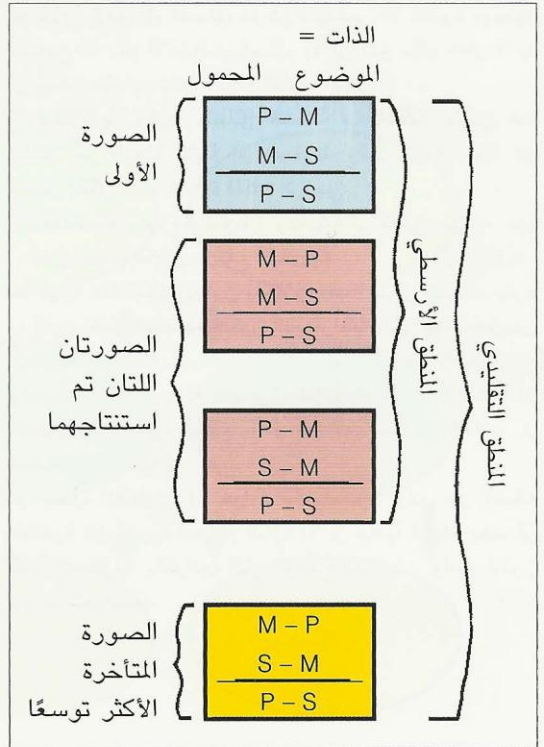 الذات =
الموضوع المحمول
P – M
M – S
P – S
الصورة
الأولى
M – P
M – S
P – S
الصورتان
اللتان تم
استنتاجهما
P – M
S – M
P – S
المنطق الأرسطي
المنطق التقليدي
M – P
S – M
P – S
الصورة
المتأخرة
الأكثر توسعًا